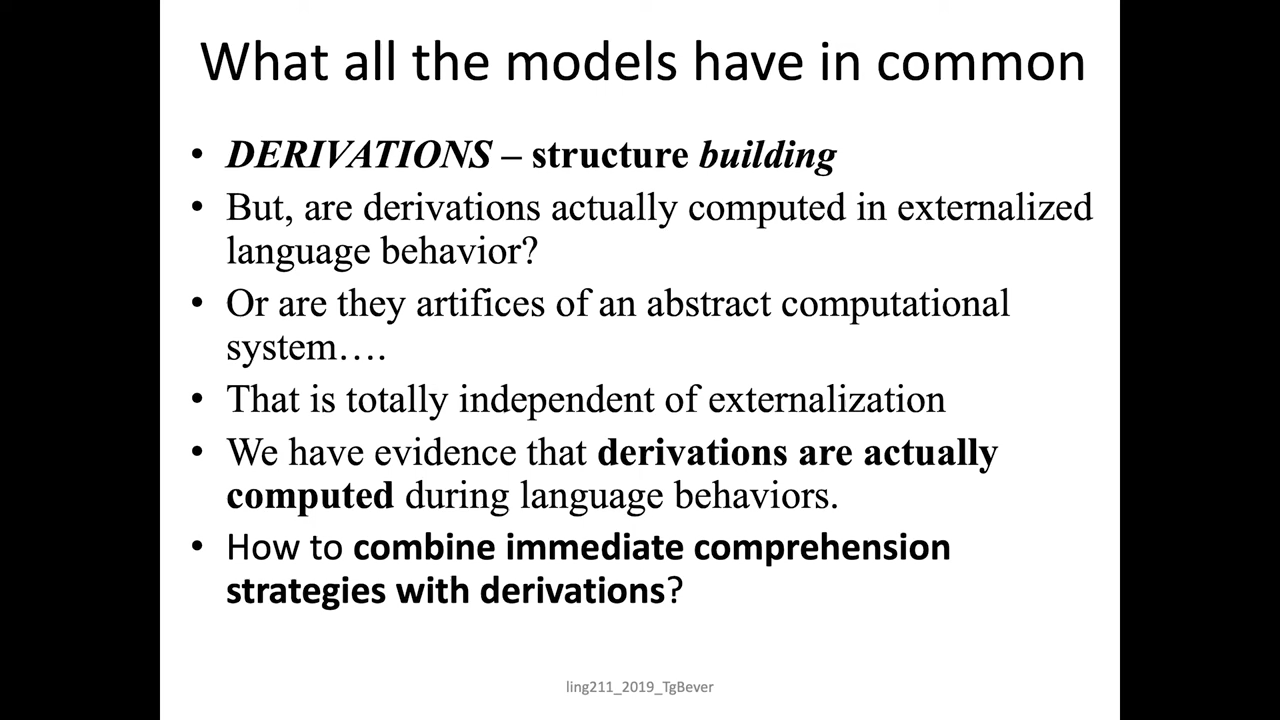 What all the models have in common
• DERIVATIONS – structure building
• But, are derivations actually computed in externalized
language behavior?
• Or are they artifices of an abstract computational
system….
• That is totally independent of externalization
• We have evidence that derivations are actually
computed during language behaviors.
• How to combine immediate comprehension
strategies with derivations?
ling211_2019_TgBever